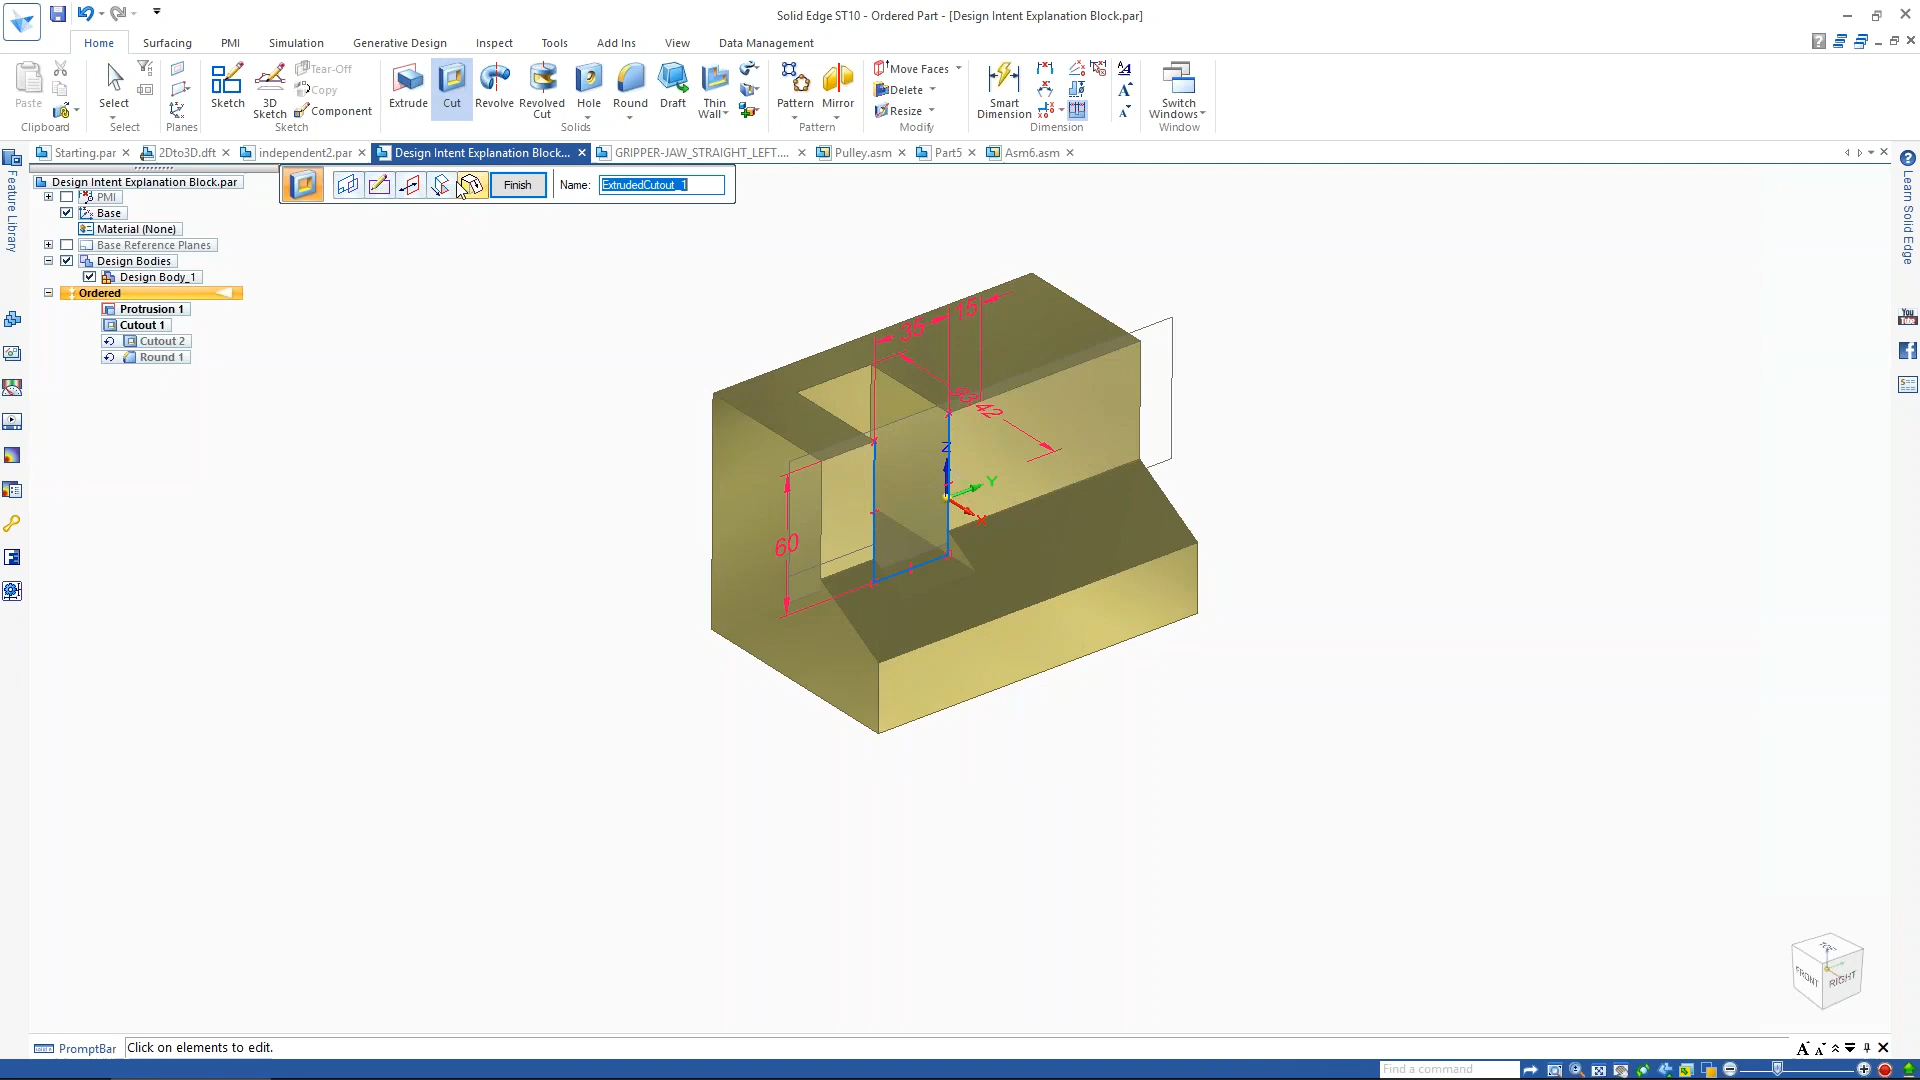 Solid Edge ST10 - Ordered Part - [Design Intent Explanation Block.par]
Home Surfacing PMI Simulation Generative Design Inspect Tools Add Ins View Data Management
Paste
Clipboard
Select
Select
Planes
Sketch
3D Sketch
Tear-Off
Copy
Component
Sketch
Extrude
Cut
Revolve
Revolved Cut
Hole
Round
Draft
Thin Wall
Solids
Pattern
Mirror
Pattern
Move Faces
Delete
Resize
Modify
Smart Dimension
Dimension
Switch Windows
Window
Starting.par
2Dto3D.dft
independent2.par
Design Intent Explanation Block...
GRIPPER-JAW_STRAIGHT_LEFT....
Pulley.asm
Part5
Asm6.asm
Finish
Name: ExtrudedCutout_1
Feature Library
Learn Solid Edge
You Tube
Design Intent Explanation Block.par
PMI
Base
Material (None)
Base Reference Planes
Design Bodies
Design Body_1
Ordered
Protrusion 1
Cutout 1
Cutout 2
Round 1
35
15
42
60
Z
Y
X
TOP
FRONT
RIGHT
PromptBar
Click on elements to edit.
Find a command